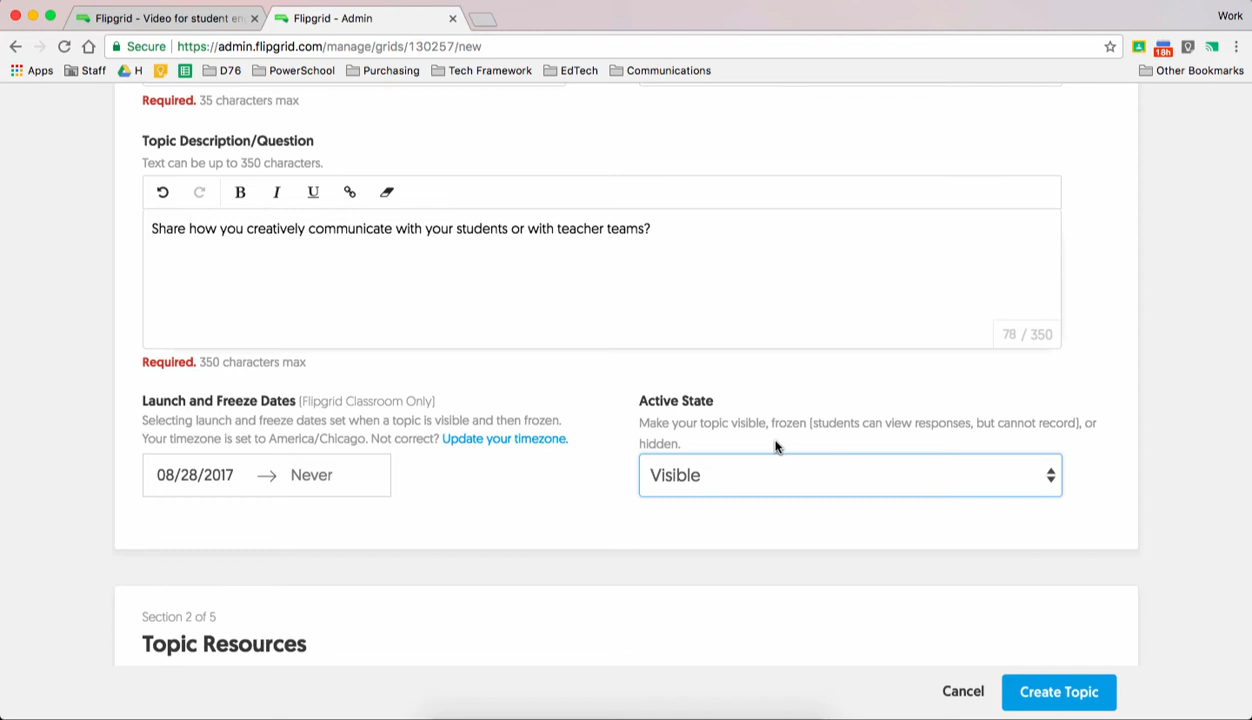 Flipgrid - Video for student en
Flipgrid - Admin
Work
Secure
https://admin.flipgrid.com/manage/grids/130257/new
18h
Apps
Staff
H
D76
PowerSchool
Purchasing
Tech Framework
EdTech
Communications
Other Bookmarks
Required. 35 characters max
Topic Description/Question
Text can be up to 350 characters.
B I U
Share how you creatively communicate with your students or with teacher teams?
78 / 350
Required. 350 characters max
Launch and Freeze Dates [Flipgrid Classroom Only]
Selecting launch and freeze dates set when a topic is visible and then frozen.
Your timezone is set to America/Chicago. Not correct? Update your timezone.
08/28/2017 → Never
Active State
Make your topic visible, frozen [students can view responses, but cannot record], or
hidden.
Visible
Section 2 of 5
Topic Resources
Cancel
Create Topic